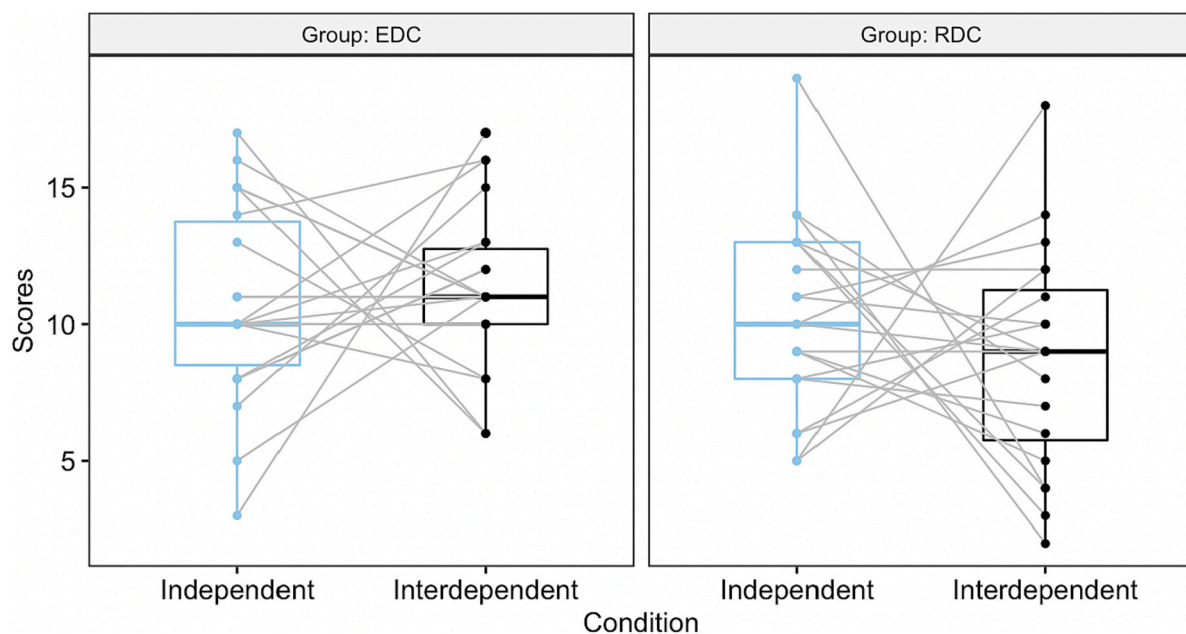 Group: EDC
Group: RDC
Scores
15
10
5
Independent
Interdependent
Independent
Interdependent
Condition